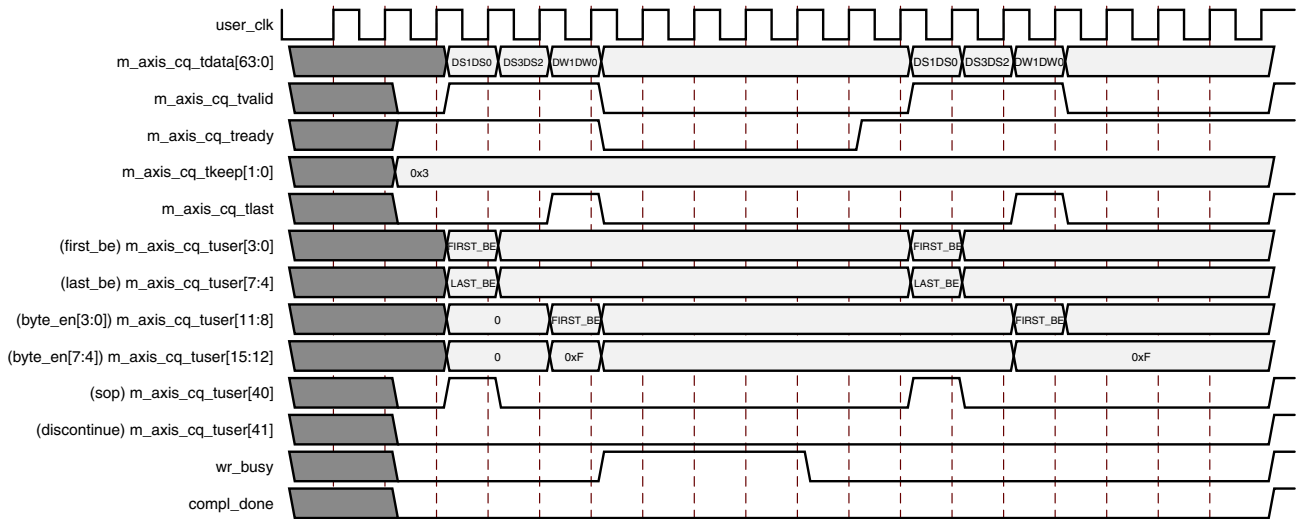 user_clk
m_axis_cq_tdata[63:0] DS1DS0 DS3DS2 DW1DW0 DS1DS0 DS3DS2 DW1DW0
m_axis_cq_tvalid
m_axis_cq_tready
m_axis_cq_tkeep[1:0] 0x3
m_axis_cq_tlast
(first_be) m_axis_cq_tuser[3:0] FIRST_BE FIRST_BE
(last_be) m_axis_cq_tuser[7:4] LAST_BE LAST_BE
(byte_en[3:0]) m_axis_cq_tuser[11:8] 0 FIRST_BE FIRST_BE
(byte_en[7:4]) m_axis_cq_tuser[15:12] 0 0xF 0xF
(sop) m_axis_cq_tuser[40]
(discontinue) m_axis_cq_tuser[41]
wr_busy
compl_done